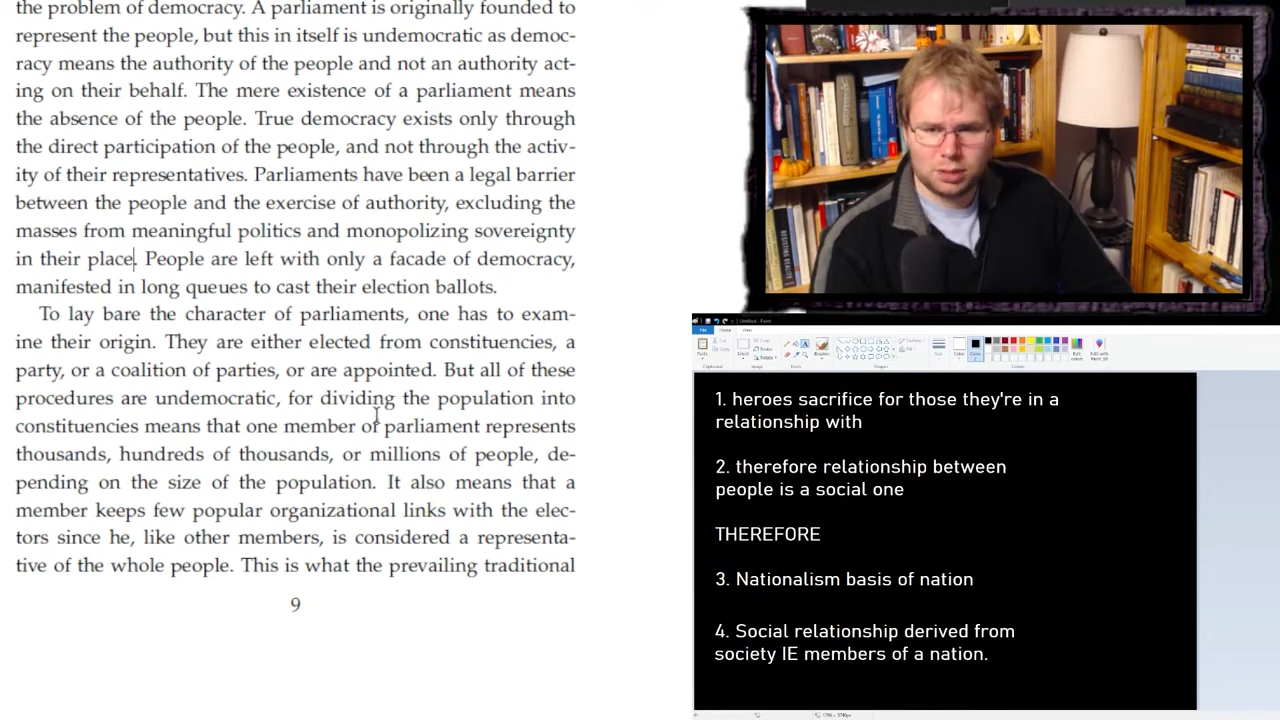 the problem of democracy. A parliament is originally founded to
represent the people, but this in itself is undemocratic as democ-
racy means the authority of the people and not an authority act-
ing on their behalf. The mere existence of a parliament means
the absence of the people. True democracy exists only through
the direct participation of the people, and not through the activ-
ity of their representatives. Parliaments have been a legal barrier
between the people and the exercise of authority, excluding the
masses from meaningful politics and monopolizing sovereignty
in their place. People are left with only a facade of democracy,
manifested in long queues to cast their election ballots.
To lay bare the character of parliaments, one has to exam-
ine their origin. They are either elected from constituencies, a
party, or a coalition of parties, or are appointed. But all of these
procedures are undemocratic, for dividing the population into
constituencies means that one member of parliament represents
thousands, hundreds of thousands, or millions of people, de-
pending on the size of the population. It also means that a
member keeps few popular organizational links with the elec-
tors since he, like other members, is considered a representa-
tive of the whole people. This is what the prevailing traditional
9
RESISTING REALITY
File Home View
Clipboard Image Shapes Colors
1. heroes sacrifice for those they're in a
relationship with
2. therefore relationship between
people is a social one
THEREFORE
3. Nationalism basis of nation
4. Social relationship derived from
society IE members of a nation.